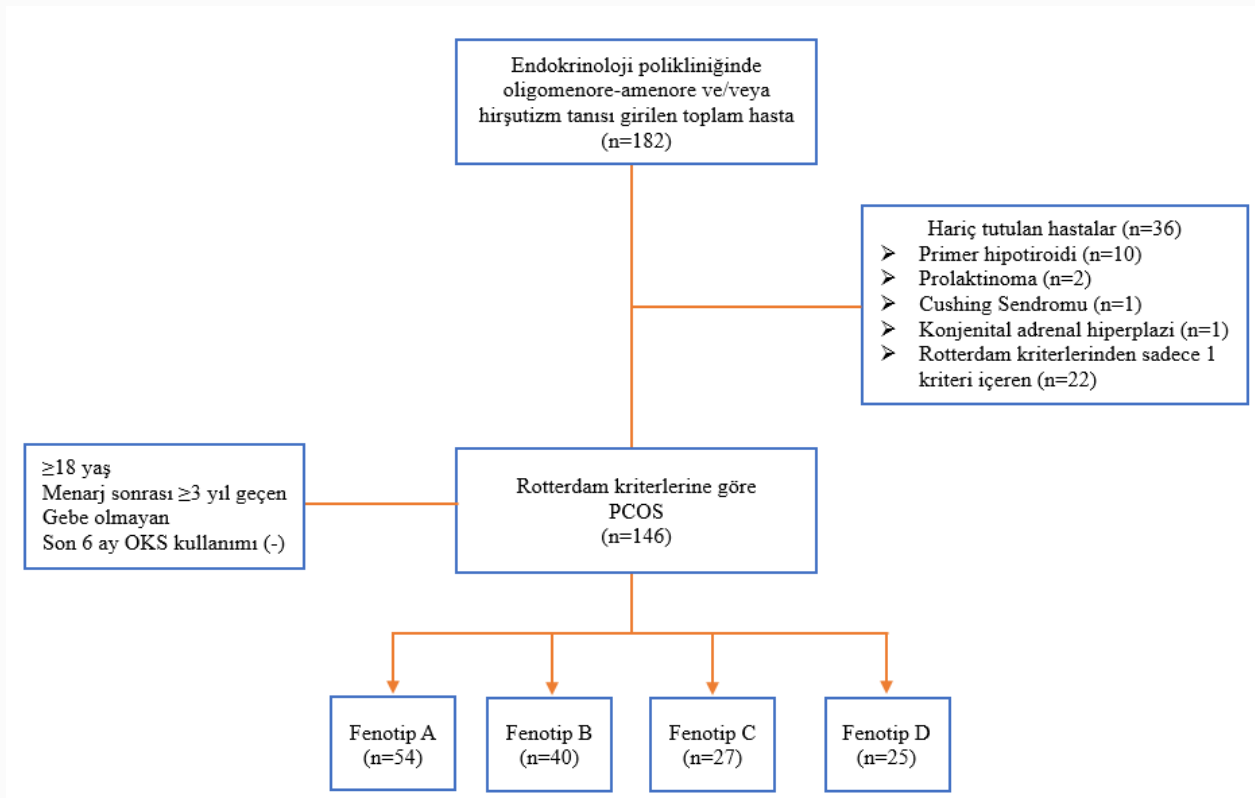 Endokrinoloji polikliniğinde
oligomenore-amenore ve/veya
hirşutizm tanısı girilen toplam hasta
(n=182)
Hariç tutulan hastalar (n=36)
➤ Primer hipotiroidi (n=10)
➤ Prolaktinoma (n=2)
➤ Cushing Sendromu (n=1)
➤ Konjenital adrenal hiperplazi (n=1)
➤ Rotterdam kriterlerinden sadece 1
kriteri içeren (n=22)
≥18 yaş
Menarj sonrası ≥3 yıl geçen
Gebe olmayan
Son 6 ay OKS kullanımı (-)
Rotterdam kriterlerine göre
PCOS
(n=146)
Fenotip A
(n=54)
Fenotip B
(n=40)
Fenotip C
(n=27)
Fenotip D
(n=25)